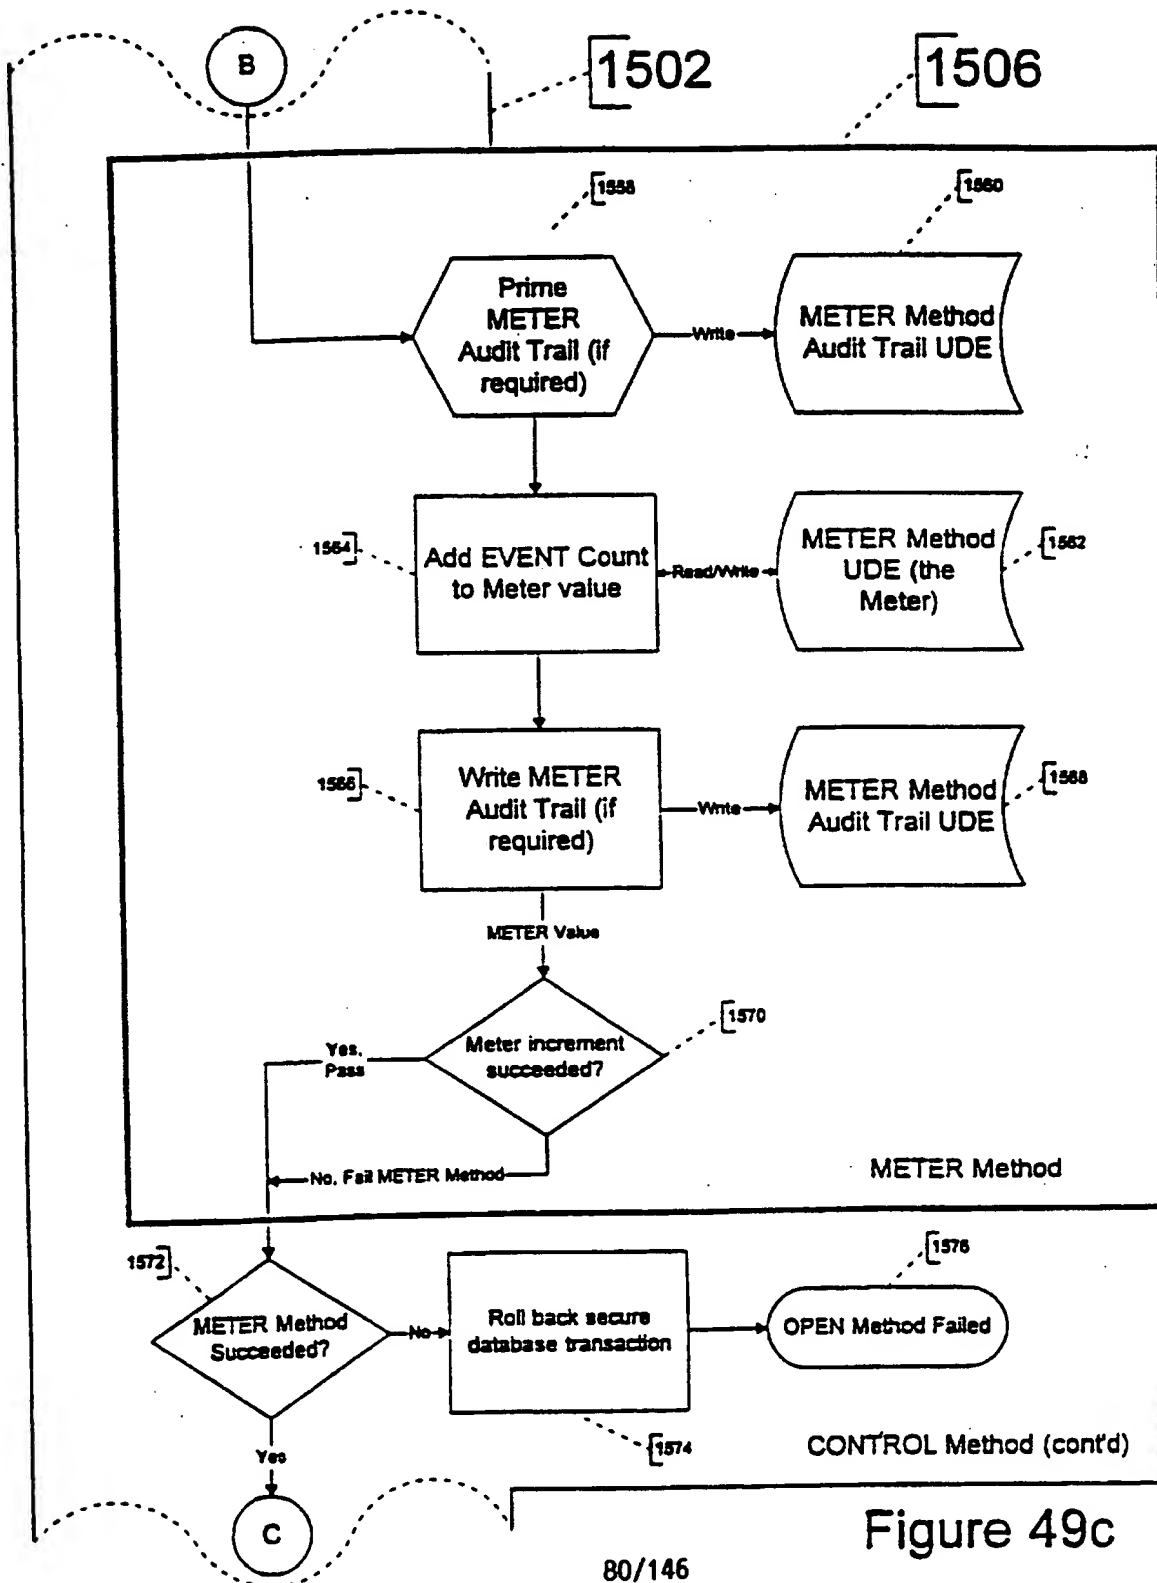 B
1502
1506
1558
1560
Prime
METER
Audit Trail (if
required)
Write
METER Method
Audit Trail UDE
1564
Add EVENT Count
to Meter value
Read/Write
METER Method
UDE (the
Meter)
1562
1566
Write METER
Audit Trail (if
required)
Write
METER Method
Audit Trail UDE
1568
METER Value
1570
Meter increment
succeeded?
Yes,
Pass
No, Fail METER Method
METER Method
1572
METER Method
Succeeded?
No
Roll back secure
database transaction
1576
OPEN Method Failed
1574
Yes
CONTROL Method (cont'd)
C
Figure 49c
80/146